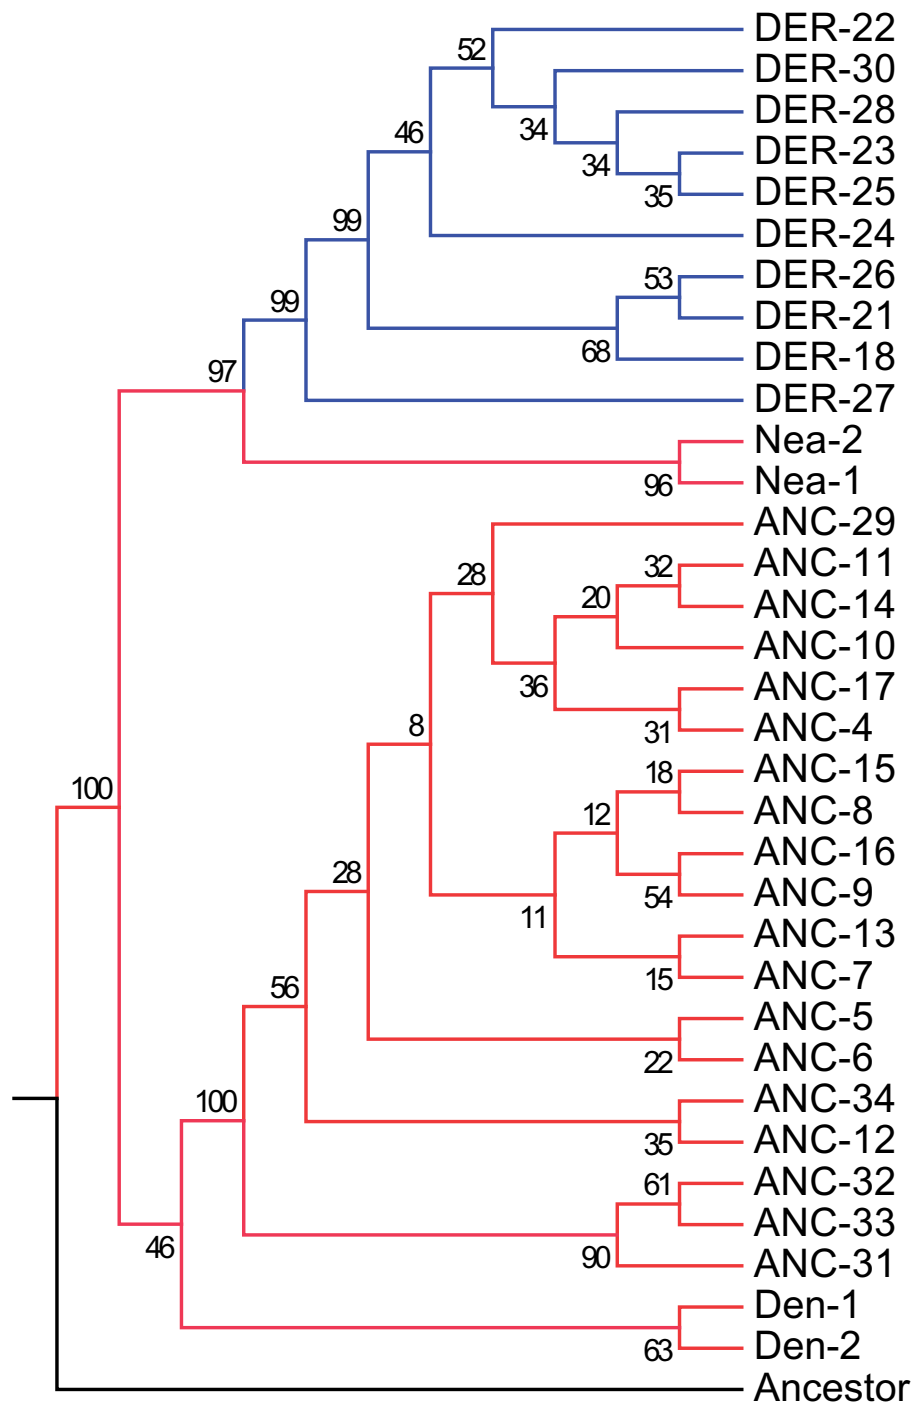 DER-22
52
DER-30
DER-28
34
46
DER-23
34
DER-25
35
99
DER-24
DER-26
53
99
DER-21
DER-18
68
97
DER-27
Nea-2
Nea-1
96
ANC-29
ANC-11
32
28
ANC-14
20
ANC-10
ANC-17
36
ANC-4
31
8
ANC-15
18
100
ANC-8
12
ANC-16
28
ANC-9
54
11
ANC-13
ANC-7
15
56
ANC-5
ANC-6
22
100
ANC-34
ANC-12
35
ANC-32
61
ANC-33
46
90
ANC-31
Den-1
Den-2
63
Ancestor